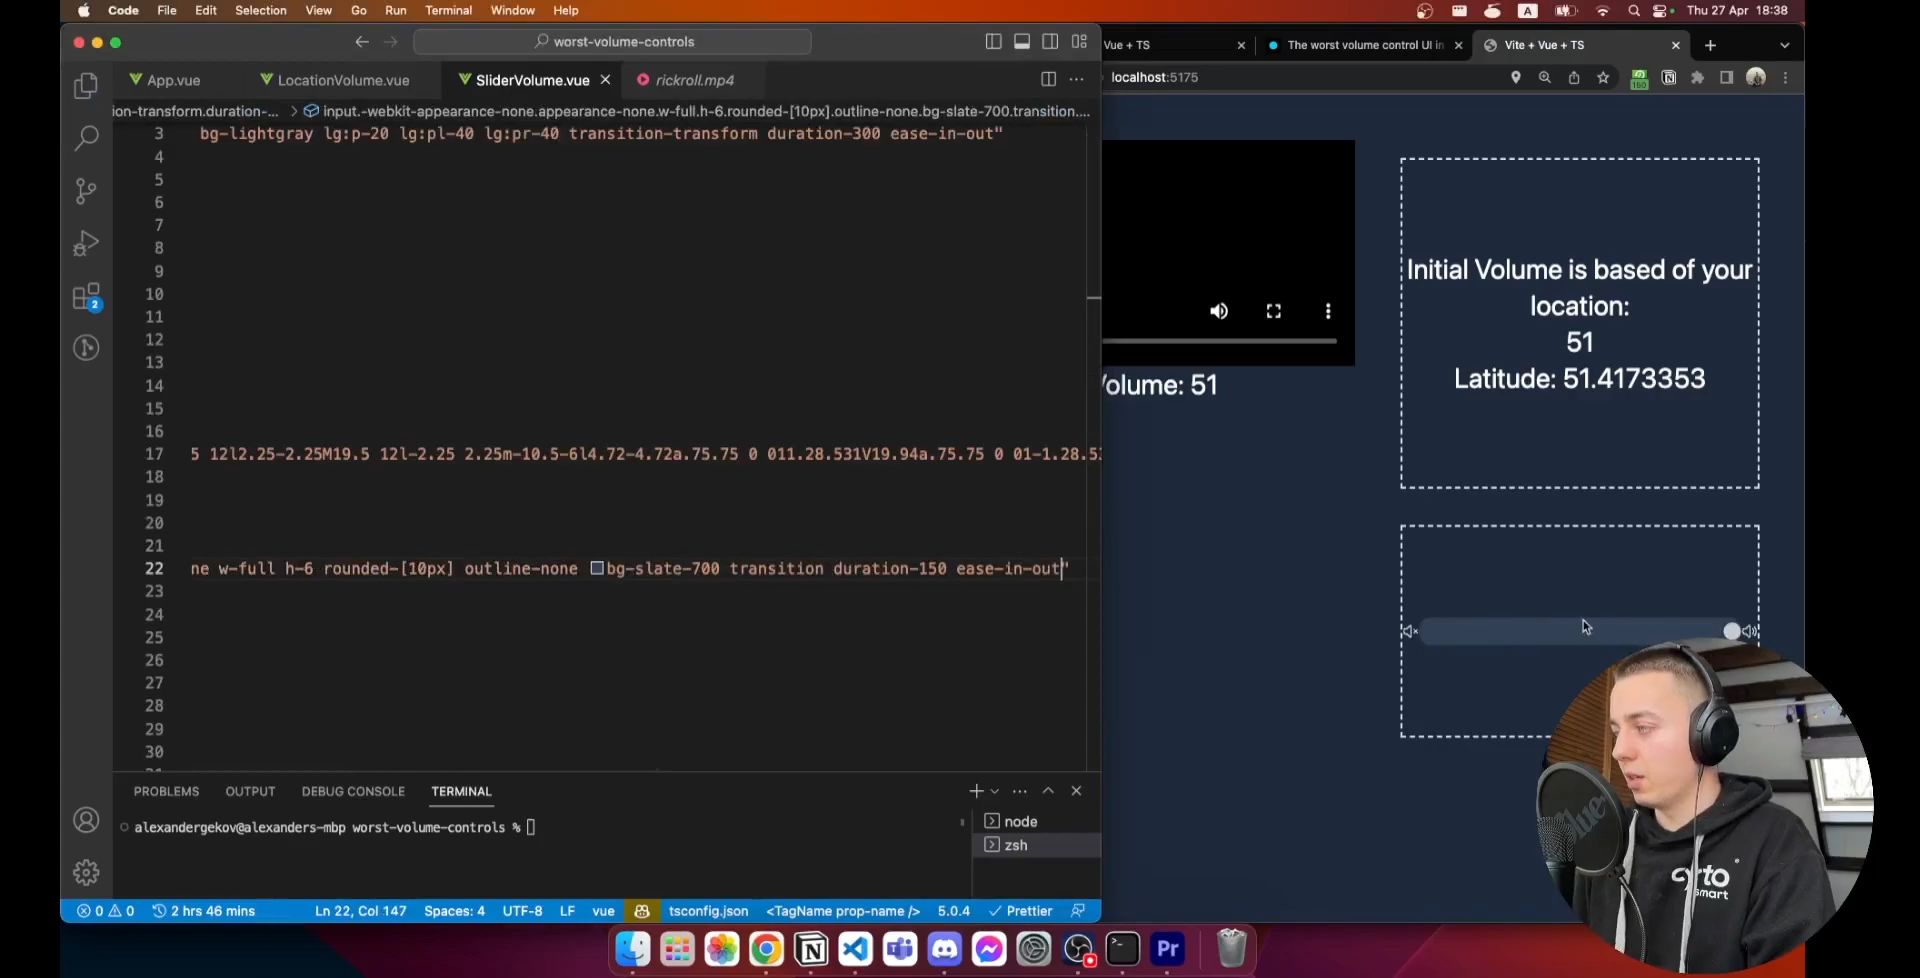 Code File Edit Selection View Go Run Terminal Window Help
A
Thu 27 Apr 18:38
worst-volume-controls
App.vue
LocationVolume.vue
SliderVolume.vue
rickroll.mp4
ion-transform.duration-... > input.-webkit-appearance-none.appearance-none.w-full.h-6.rounded-[10px].outline-none.bg-slate-700.transition....
3 bg-lightgray lg:p-20 lg:pl-40 lg:pr-40 transition-transform duration-300 ease-in-out"
4
5
6
7
8
9
10
11
12
13
14
15
16
17 5 12l2.25-2.25M19.5 12l-2.25 2.25m-10.5-6l4.72-4.72a.75.75 0 011.28.531V19.94a.75.75 0 01-1.28.53
18
19
20
21
22 ne w-full h-6 rounded-[10px] outline-none bg-slate-700 transition duration-150 ease-in-out"
23
24
25
26
27
28
29
30
2
PROBLEMS OUTPUT DEBUG CONSOLE TERMINAL
alexandergekov@alexanders-mbp worst-volume-controls %
node
zsh
0 0 2 hrs 46 mins Ln 22, Col 147 Spaces: 4 UTF-8 LF vue tsconfig.json <TagName prop-name /> 5.0.4 Prettier
Vue + TS
The worst volume control UI in
Vite + Vue + TS
localhost:5175
150
Volume: 51
Initial Volume is based of your
location:
51
Latitude: 51.4173353
Blue
smart
Pr